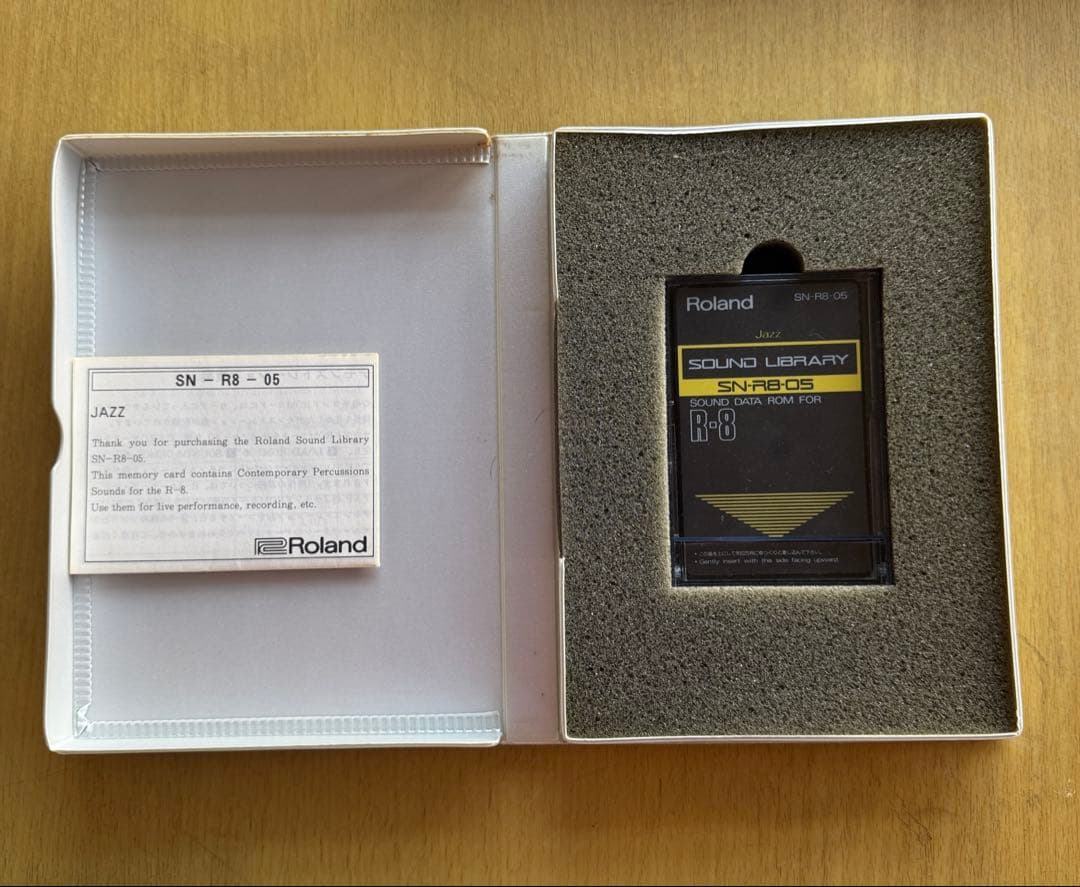 SN - R8 - 05
JAZZ
Thank you for purchasing the Roland Sound Library
SN-R8-05.
This memory card contains Contemporary Percussions
Sounds for the R-8.
Use them for live performance, recording, etc.
Roland
Roland SN-R8-05
Jazz
SOUND LIBRARY
SN-R8-05
SOUND DATA ROM FOR
R-8
• Gently insert with this side facing upward.